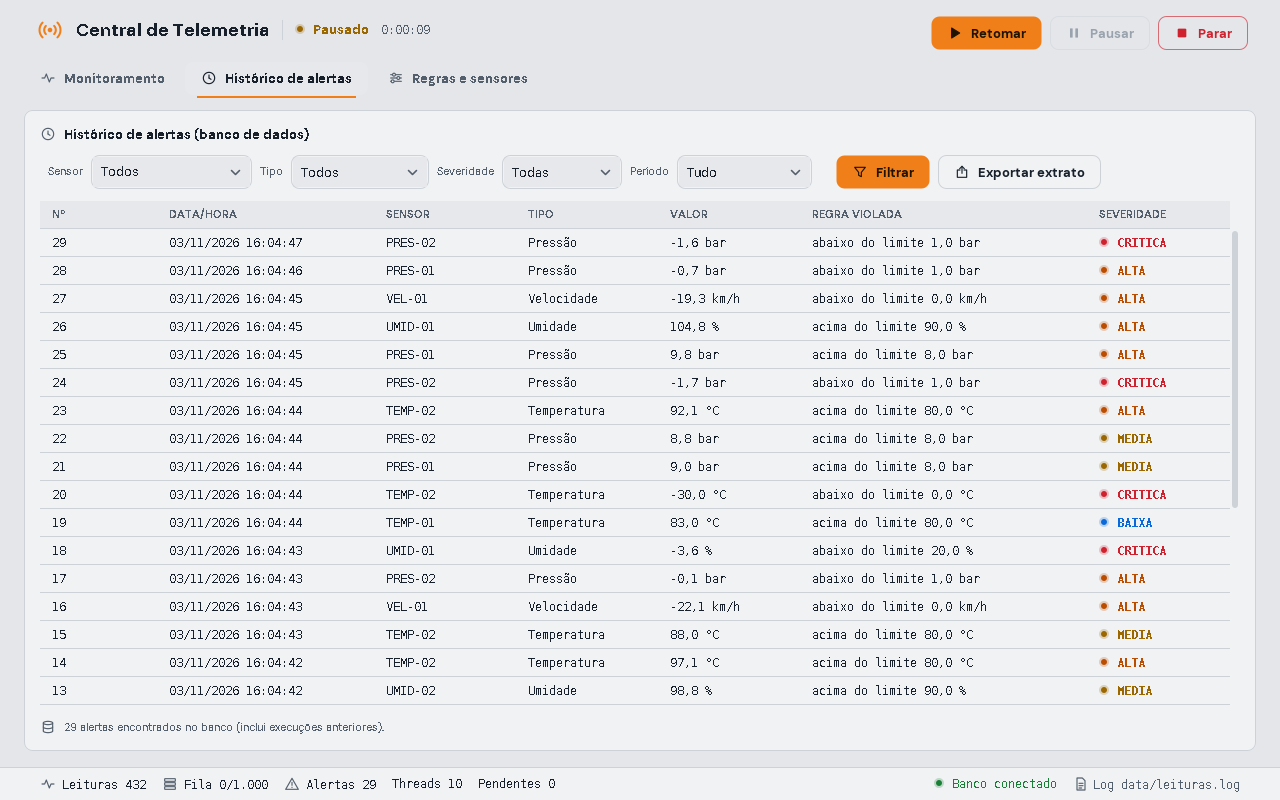 Central de Telemetria Pausado 0:00:09 Retomar Pausar Parar
Monitoramento Histórico de alertas Regras e sensores
Histórico de alertas (banco de dados)
Sensor Todos Tipo Todos Severidade Todas Período Tudo Filtrar Exportar extrato
Nº DATA/HORA SENSOR TIPO VALOR REGRA VIOLADA SEVERIDADE
29 03/11/2026 16:04:47 PRES-02 Pressão -1,6 bar abaixo do limite 1,0 bar CRITICA
28 03/11/2026 16:04:46 PRES-01 Pressão -0,7 bar abaixo do limite 1,0 bar ALTA
27 03/11/2026 16:04:45 VEL-01 Velocidade -19,3 km/h abaixo do limite 0,0 km/h ALTA
26 03/11/2026 16:04:45 UMID-01 Umidade 104,8 % acima do limite 90,0 % ALTA
25 03/11/2026 16:04:45 PRES-01 Pressão 9,8 bar acima do limite 8,0 bar ALTA
24 03/11/2026 16:04:45 PRES-02 Pressão -1,7 bar abaixo do limite 1,0 bar CRITICA
23 03/11/2026 16:04:44 TEMP-02 Temperatura 92,1 °C acima do limite 80,0 °C ALTA
22 03/11/2026 16:04:44 PRES-02 Pressão 8,8 bar acima do limite 8,0 bar MEDIA
21 03/11/2026 16:04:44 PRES-01 Pressão 9,0 bar acima do limite 8,0 bar MEDIA
20 03/11/2026 16:04:44 TEMP-02 Temperatura -30,0 °C abaixo do limite 0,0 °C CRITICA
19 03/11/2026 16:04:44 TEMP-01 Temperatura 83,0 °C acima do limite 80,0 °C BAIXA
18 03/11/2026 16:04:43 UMID-01 Umidade -3,6 % abaixo do limite 20,0 % CRITICA
17 03/11/2026 16:04:43 PRES-02 Pressão -0,1 bar abaixo do limite 1,0 bar ALTA
16 03/11/2026 16:04:43 VEL-01 Velocidade -22,1 km/h abaixo do limite 0,0 km/h ALTA
15 03/11/2026 16:04:43 TEMP-02 Temperatura 88,0 °C acima do limite 80,0 °C MEDIA
14 03/11/2026 16:04:42 TEMP-02 Temperatura 97,1 °C acima do limite 80,0 °C ALTA
13 03/11/2026 16:04:42 UMID-02 Umidade 98,8 % acima do limite 90,0 % MEDIA
29 alertas encontrados no banco (inclui execuções anteriores).
Leituras 432 Fila 0/1.000 Alertas 29 Threads 10 Pendentes 0 Banco conectado Log data/leituras.log